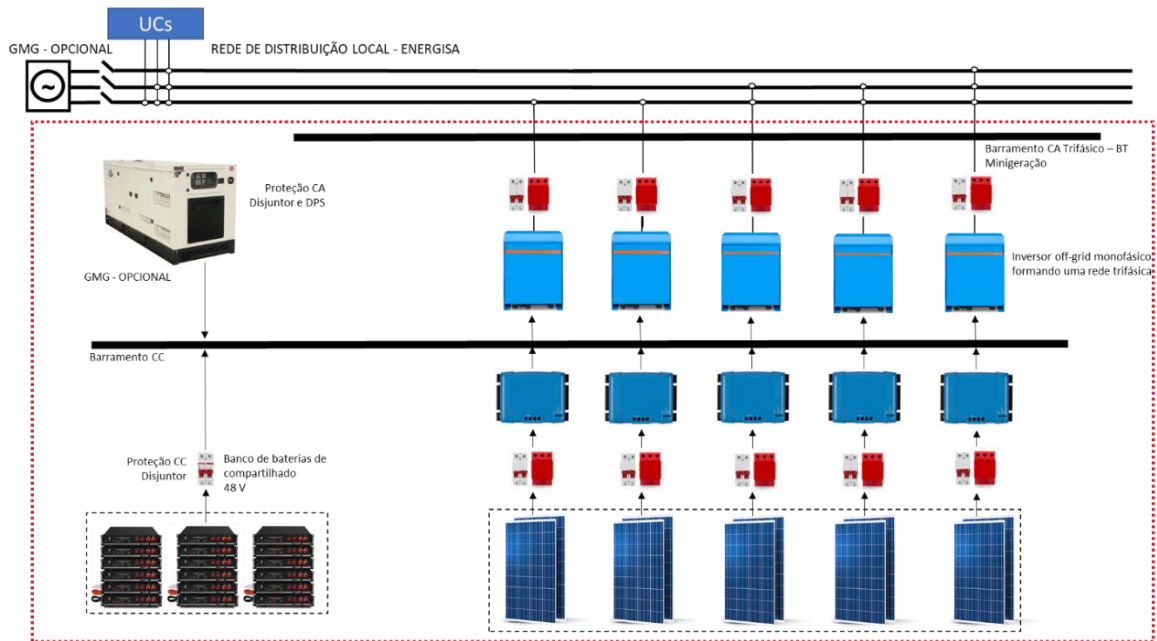 UCs
GMG - OPCIONAL
REDE DE DISTRIBUIÇÃO LOCAL - ENERGISA
~
Barramento CA Trifásico – BT
Minigeração
Proteção CA
Disjuntor e DPS
Inversor off-grid monofásico
formando uma rede trifásica
GMG - OPCIONAL
Barramento CC
Proteção CC
Disjuntor
Banco de baterias de
compartilhado
48 V